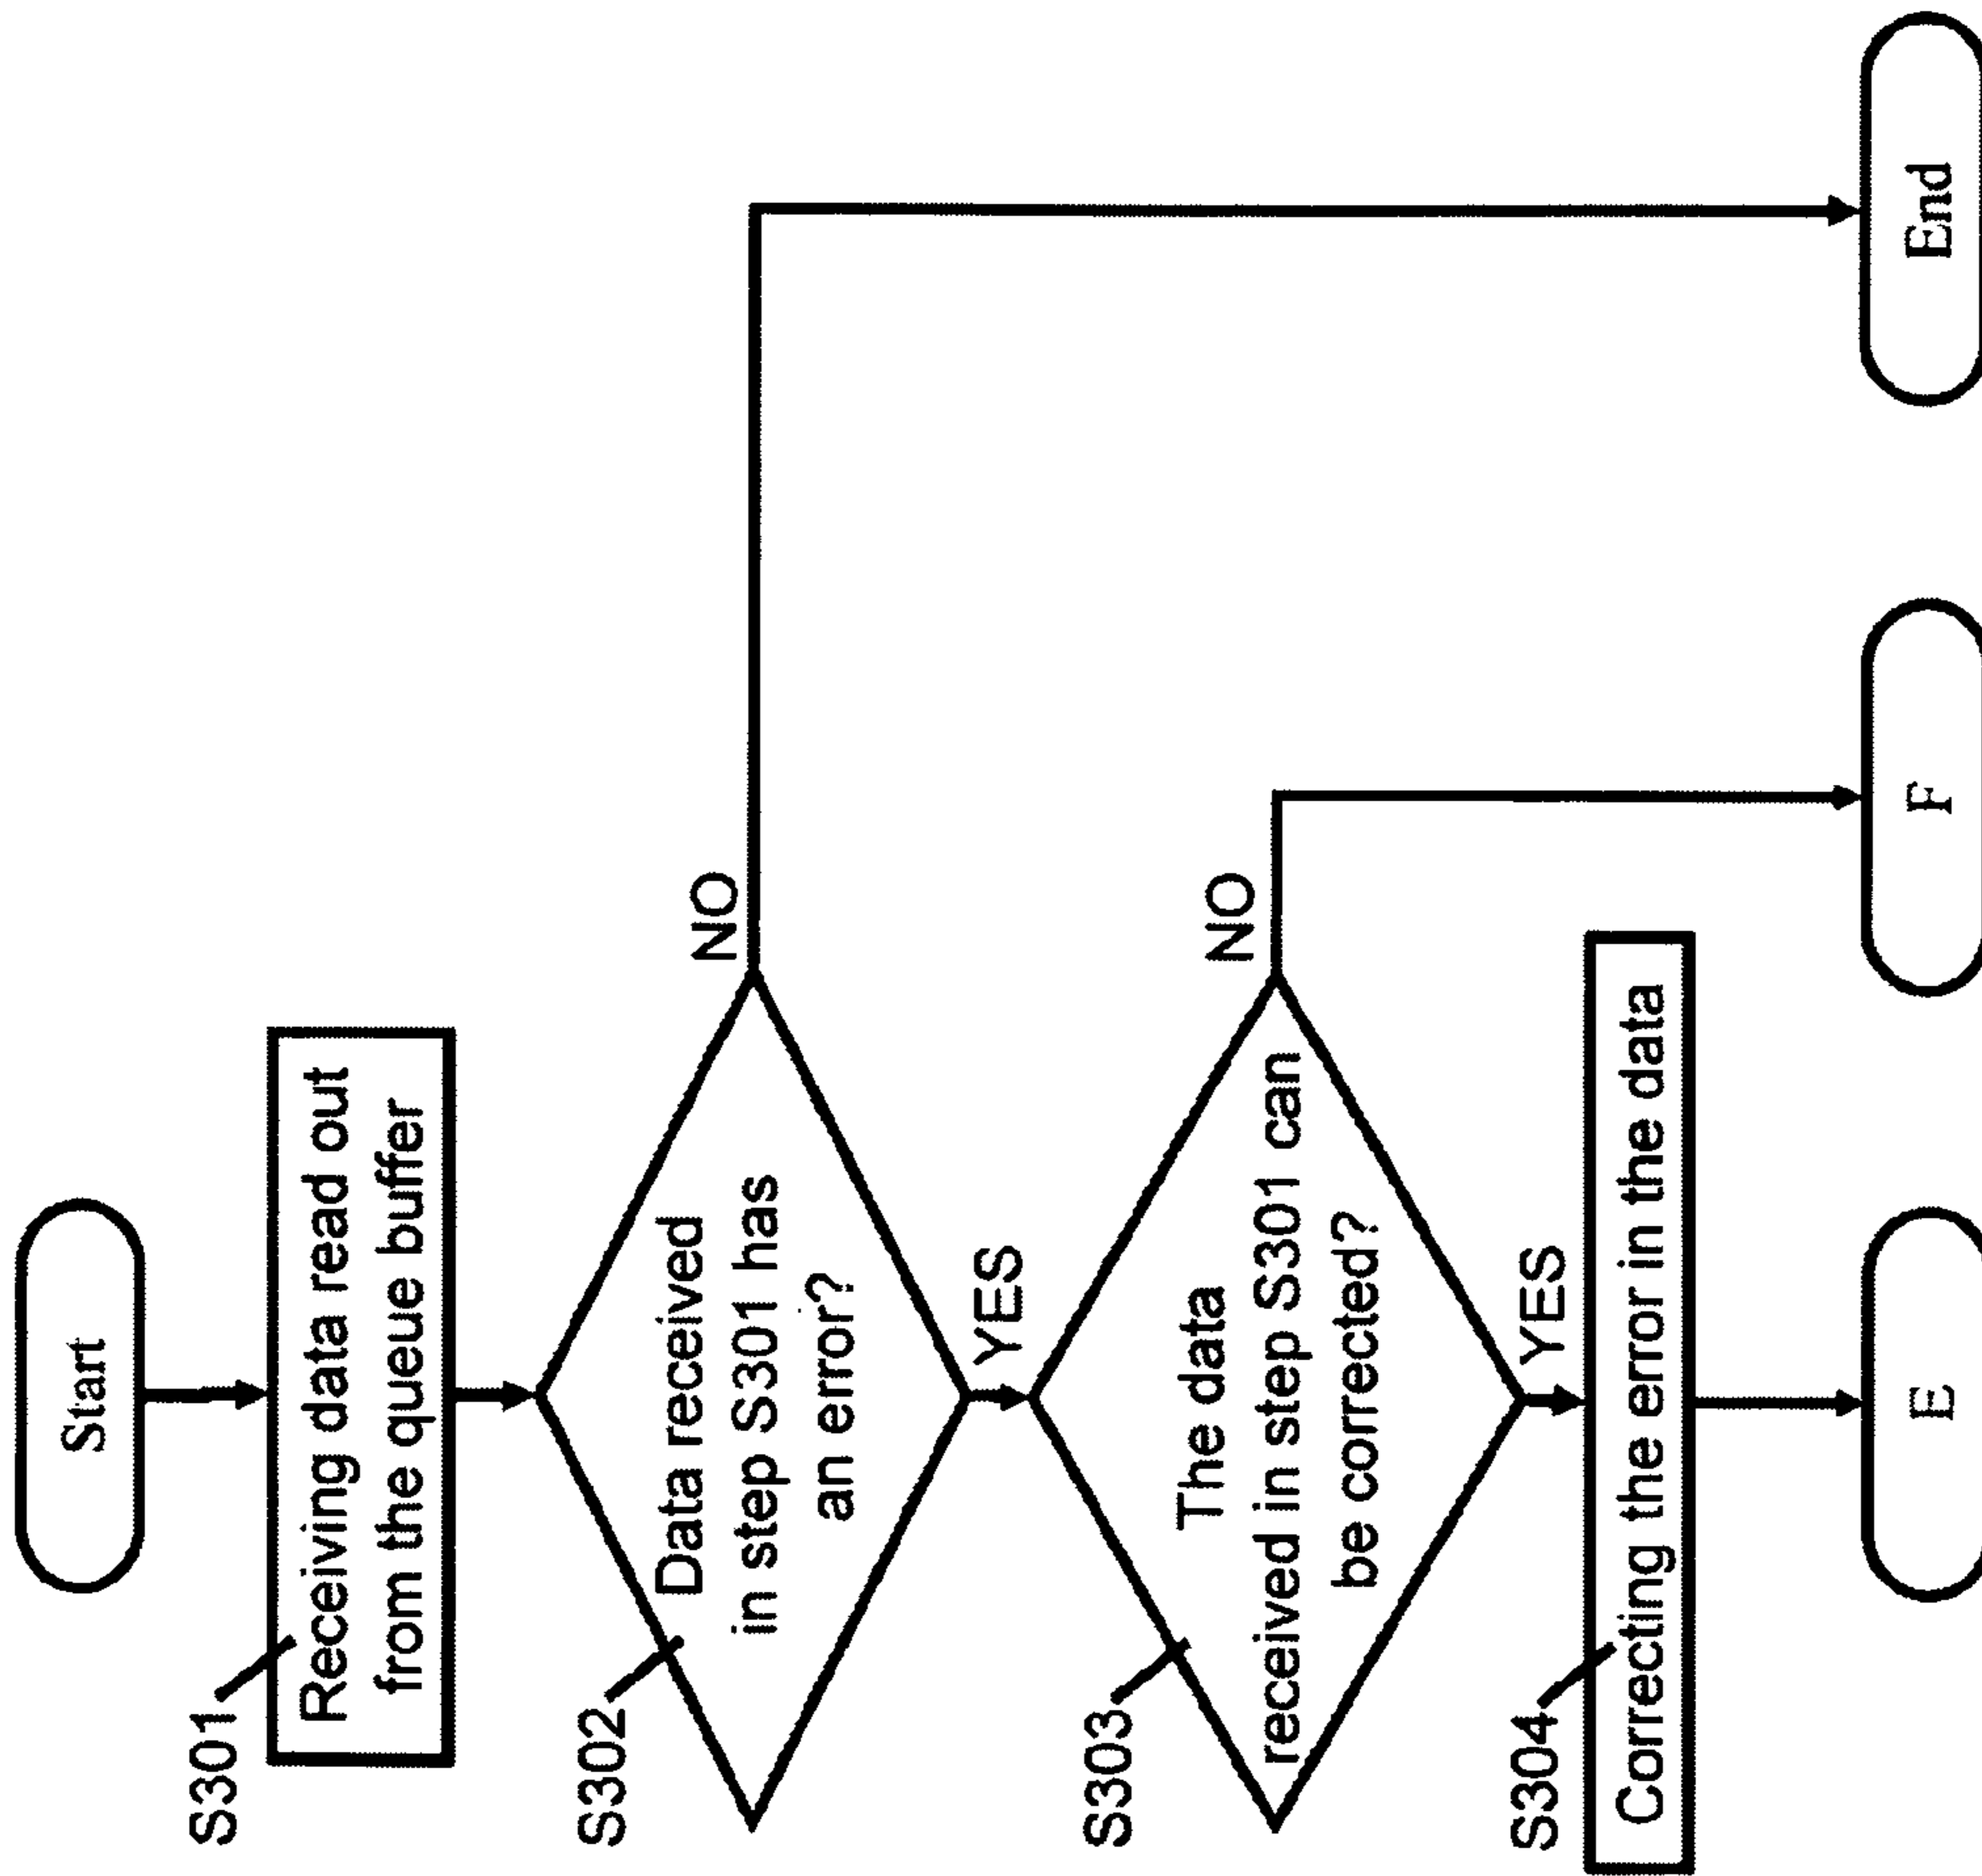 Start
S301
Receiving data read out
from the queue buffer
S302
Data received
in step S301 has
an error?
NO
YES
S303
The data
received in step S301 can
be corrected?
NO
YES
S304
Correcting the error in the data
E
F
End